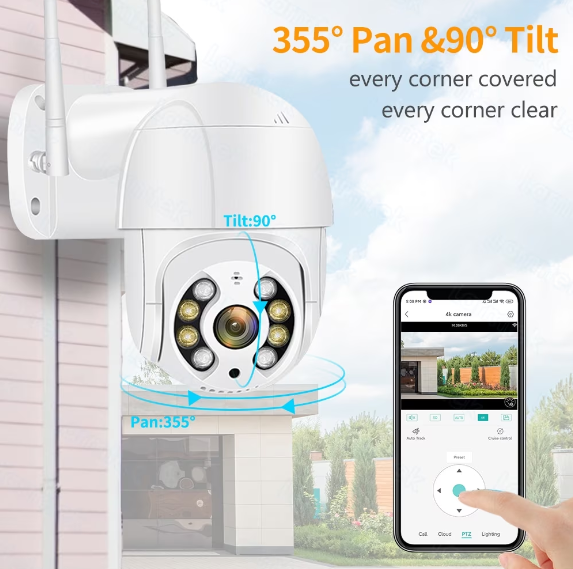 355° Pan &90° Tilt
every corner covered
every corner clear
Tilt:90°
Pan:355°
4k camera
Auto Track
Cruise control
Preset
Call Cloud PTZ Lighting